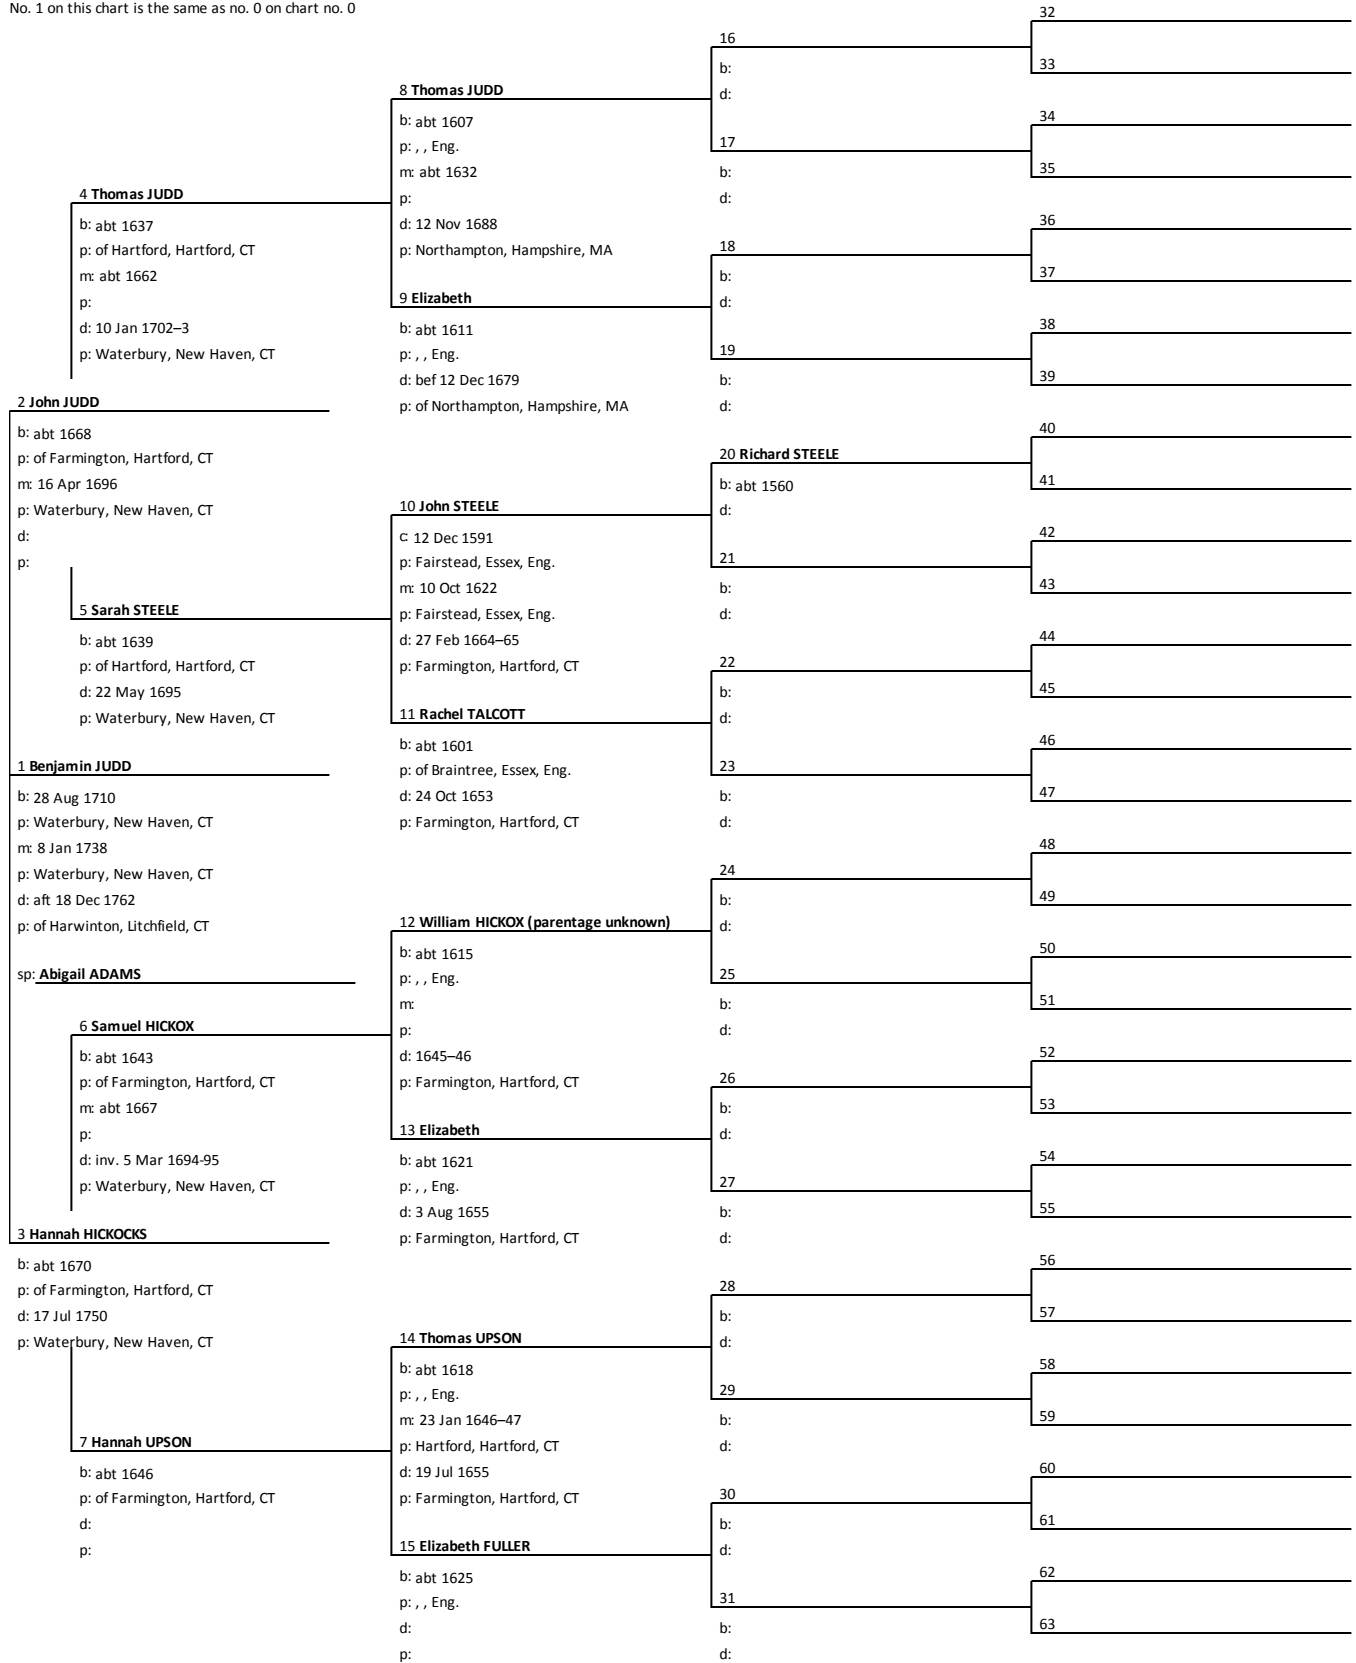 No. 1 on this chart is the same as no. 0 on chart no. 0
4 Thomas JUDD
b: abt 1637
p: of Hartford, Hartford, CT
m: abt 1662
p:
d: 10 Jan 1702–3
p: Waterbury, New Haven, CT
2 John JUDD
b: abt 1668
p: of Farmington, Hartford, CT
m: 16 Apr 1696
p: Waterbury, New Haven, CT
d:
p:
5 Sarah STEELE
b: abt 1639
p: of Hartford, Hartford, CT
d: 22 May 1695
p: Waterbury, New Haven, CT
1 Benjamin JUDD
b: 28 Aug 1710
p: Waterbury, New Haven, CT
m: 8 Jan 1738
p: Waterbury, New Haven, CT
d: aft 18 Dec 1762
p: of Harwinton, Litchfield, CT
sp: Abigail ADAMS
6 Samuel HICKOX
b: abt 1643
p: of Farmington, Hartford, CT
m: abt 1667
p:
d: inv. 5 Mar 1694-95
p: Waterbury, New Haven, CT
3 Hannah HICKOCKS
b: abt 1670
p: of Farmington, Hartford, CT
d: 17 Jul 1750
p: Waterbury, New Haven, CT
7 Hannah UPSON
b: abt 1646
p: of Farmington, Hartford, CT
d:
p:
8 Thomas JUDD
b: abt 1607
p: , , Eng.
m: abt 1632
p:
d: 12 Nov 1688
p: Northampton, Hampshire, MA
9 Elizabeth
b: abt 1611
p: , , Eng.
d: bef 12 Dec 1679
p: of Northampton, Hampshire, MA
10 John STEELE
c: 12 Dec 1591
p: Fairstead, Essex, Eng.
m: 10 Oct 1622
p: Fairstead, Essex, Eng.
d: 27 Feb 1664–65
p: Farmington, Hartford, CT
11 Rachel TALCOTT
b: abt 1601
p: of Braintree, Essex, Eng.
d: 24 Oct 1653
p: Farmington, Hartford, CT
12 William HICKOX (parentage unknown)
b: abt 1615
p: , , Eng.
m:
p:
d: 1645–46
p: Farmington, Hartford, CT
13 Elizabeth
b: abt 1621
p: , , Eng.
d: 3 Aug 1655
p: Farmington, Hartford, CT
14 Thomas UPSON
b: abt 1618
p: , , Eng.
m: 23 Jan 1646–47
p: Hartford, Hartford, CT
d: 19 Jul 1655
p: Farmington, Hartford, CT
15 Elizabeth FULLER
b: abt 1625
p: , , Eng.
d:
p:
16
b:
d:
17
b:
d:
18
b:
d:
19
b:
d:
20 Richard STEELE
b: abt 1560
d:
21
b:
d:
22
b:
d:
23
b:
d:
24
b:
d:
25
b:
d:
26
b:
d:
27
b:
d:
28
b:
d:
29
b:
d:
30
b:
d:
31
b:
d:
32
33
34
35
36
37
38
39
40
41
42
43
44
45
46
47
48
49
50
51
52
53
54
55
56
57
58
59
60
61
62
63